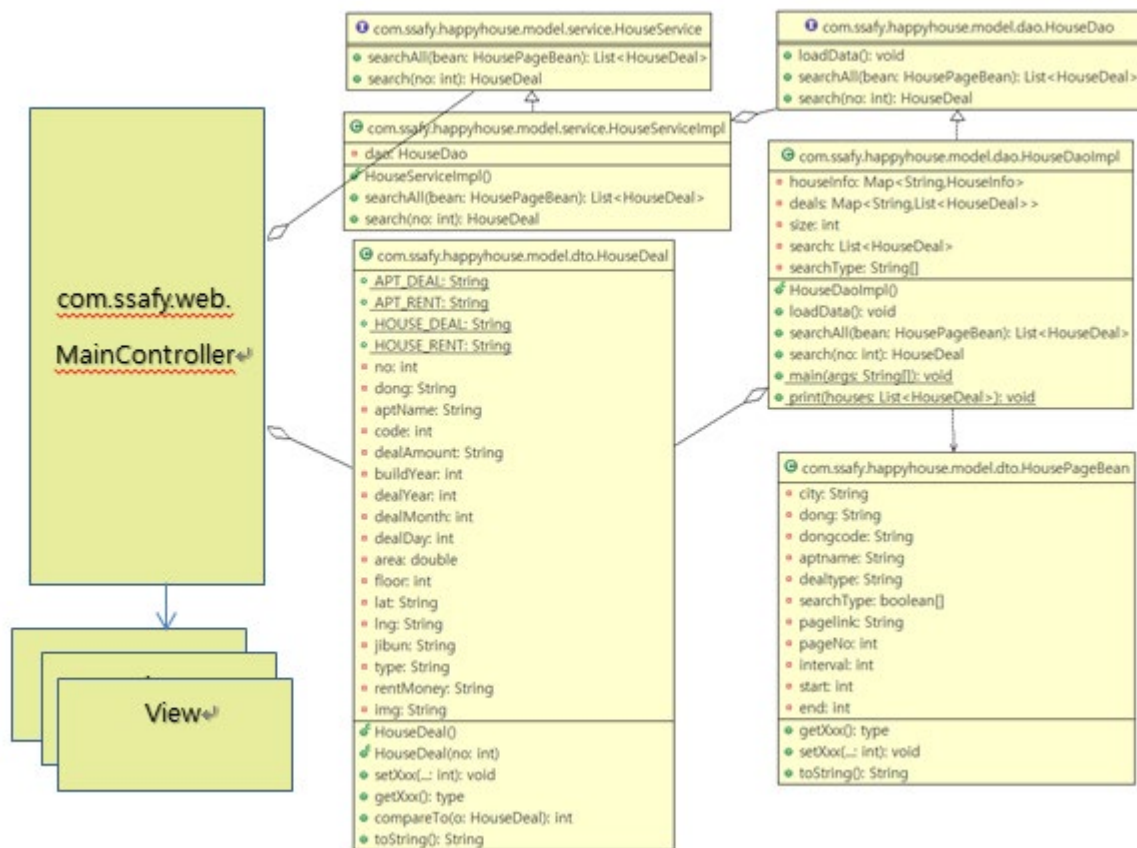 com.ssafy.web.
MainController
View
com.ssafy.happyhouse.model.service.HouseService
searchAll(bean: HousePageBean): List<HouseDeal>
search(no: int): HouseDeal
com.ssafy.happyhouse.model.service.HouseServiceImpl
dao: HouseDao
HouseServiceImpl()
searchAll(bean: HousePageBean): List<HouseDeal>
search(no: int): HouseDeal
com.ssafy.happyhouse.model.dto.HouseDeal
APT_DEAL: String
APT_RENT: String
HOUSE_DEAL: String
HOUSE_RENT: String
no: int
dong: String
aptName: String
code: int
dealAmount: String
buildYear: int
dealYear: int
dealMonth: int
dealDay: int
area: double
floor: int
lat: String
lng: String
jibun: String
type: String
rentMoney: String
img: String
HouseDeal()
HouseDeal(no: int)
setXxx(...: int): void
getXxx(): type
compareTo(o: HouseDeal): int
toString(): String
com.ssafy.happyhouse.model.dao.HouseDao
loadData(): void
searchAll(bean: HousePageBean): List<HouseDeal>
search(no: int): HouseDeal
com.ssafy.happyhouse.model.dao.HouseDaoImpl
houseInfo: Map<String,HouseInfo>
deals: Map<String,List<HouseDeal>>
size: int
search: List<HouseDeal>
searchType: String[]
HouseDaoImpl()
loadData(): void
searchAll(bean: HousePageBean): List<HouseDeal>
search(no: int): HouseDeal
main(args: String[]): void
print(houses: List<HouseDeal>): void
com.ssafy.happyhouse.model.dto.HousePageBean
city: String
dong: String
dongcode: String
aptname: String
dealtype: String
searchType: boolean[]
pagelink: String
pageNo: int
interval: int
start: int
end: int
getXxx(): type
setXxx(...: int): void
toString(): String